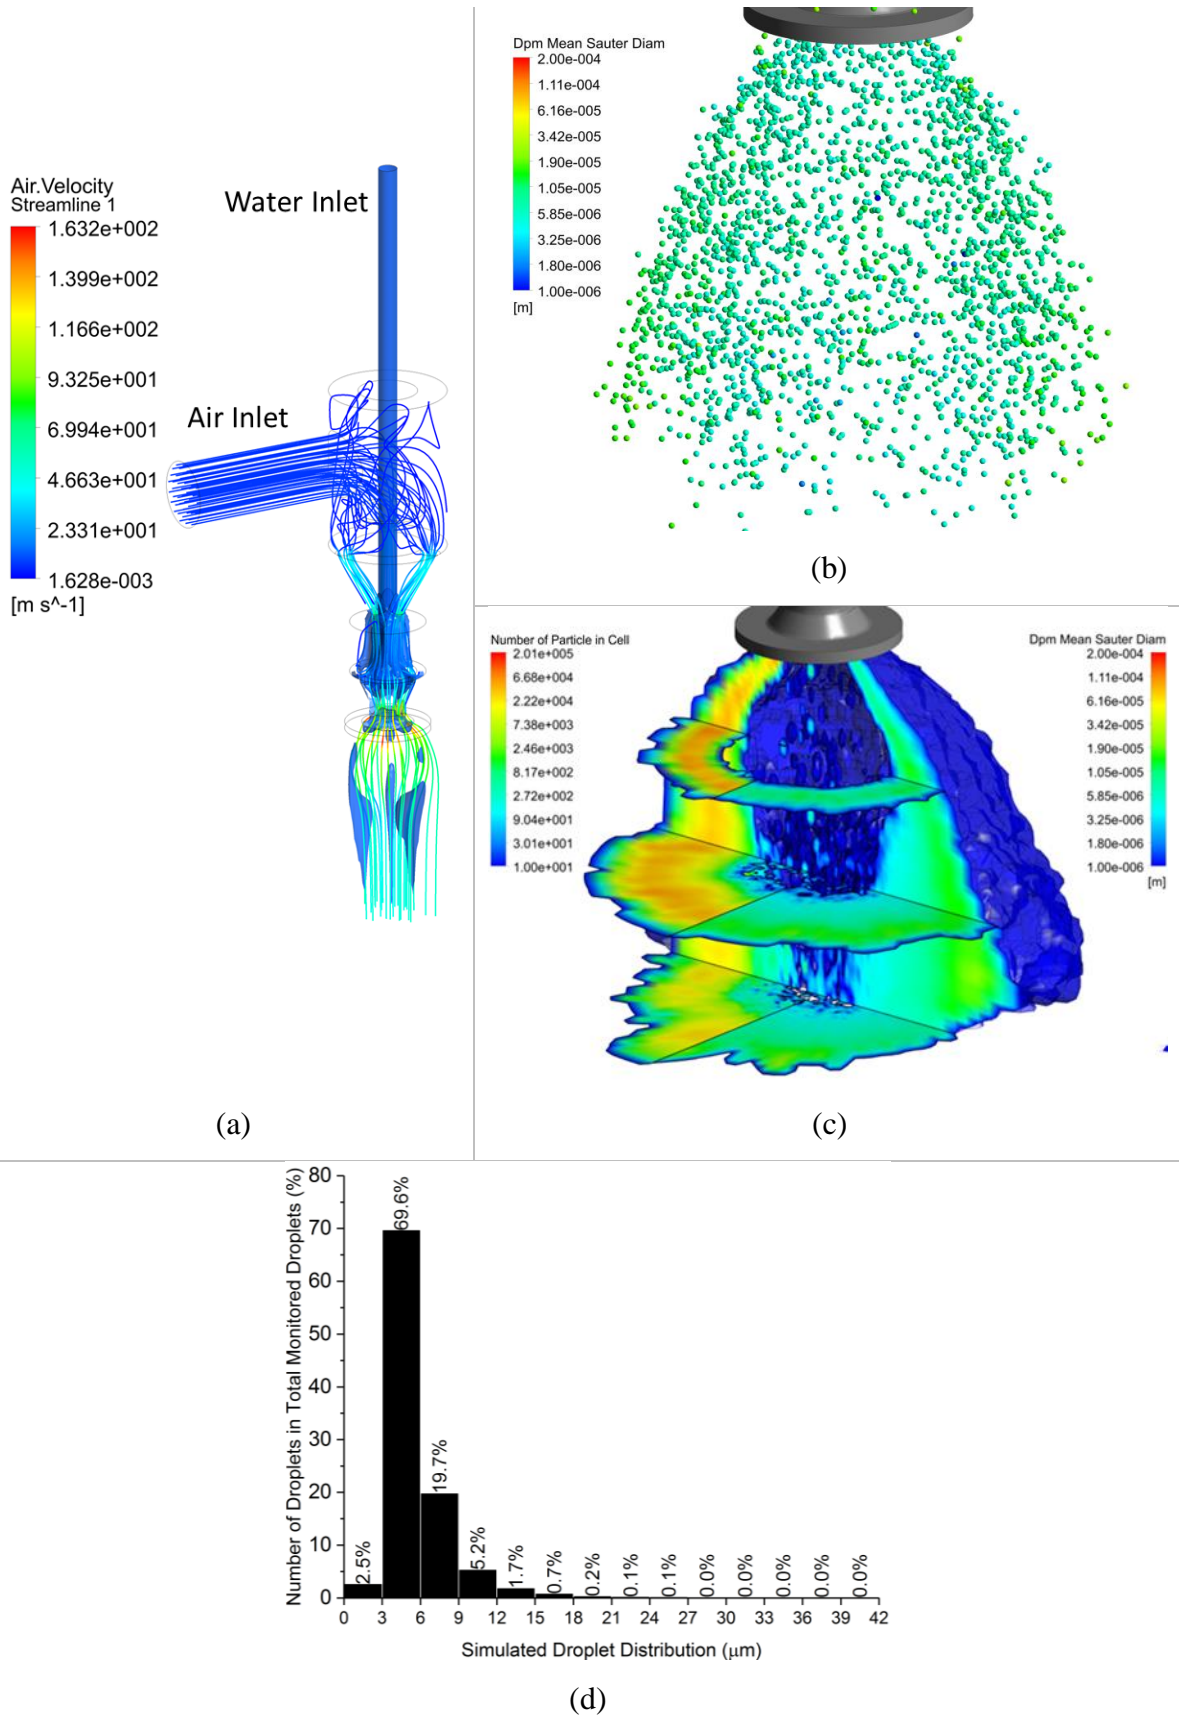 Air.Velocity
Streamline 1
1.632e+002
1.399e+002
1.166e+002
9.325e+001
6.994e+001
4.663e+001
2.331e+001
1.628e-003
[m s^-1]
Water Inlet
Air Inlet
(a)
Dpm Mean Sauter Diam
2.00e-004
1.11e-004
6.16e-005
3.42e-005
1.90e-005
1.05e-005
5.85e-006
3.25e-006
1.80e-006
1.00e-006
[m]
(b)
Number of Particle in Cell
2.01e+005
6.68e+004
2.22e+004
7.38e+003
2.46e+003
8.17e+002
2.72e+002
9.04e+001
3.01e+001
1.00e+001
Dpm Mean Sauter Diam
2.00e-004
1.11e-004
6.16e-005
3.42e-005
1.90e-005
1.05e-005
5.85e-006
3.25e-006
1.80e-006
1.00e-006
[m]
(c)
Number of Droplets in Total Monitored Droplets (%)
80
70
60
50
40
30
20
10
0
2.5%
69.6%
19.7%
5.2%
1.7%
0.7%
0.2%
0.1%
0.1%
0.0%
0.0%
0.0%
0.0%
0.0%
0 3 6 9 12 15 18 21 24 27 30 33 36 39 42
Simulated Droplet Distribution (μm)
(d)